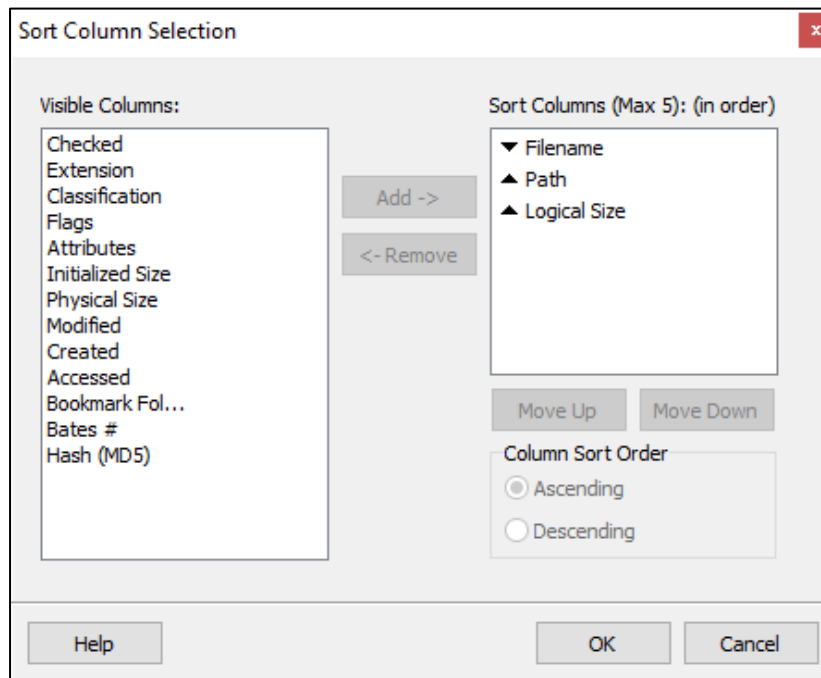 Sort Column Selection
x
Visible Columns:
Checked
Extension
Classification
Flags
Attributes
Initialized Size
Physical Size
Modified
Created
Accessed
Bookmark Fol...
Bates #
Hash (MD5)
Add ->
<- Remove
Sort Columns (Max 5): (in order)
Filename
Path
Logical Size
Move Up
Move Down
Column Sort Order
Ascending
Descending
Help
OK
Cancel